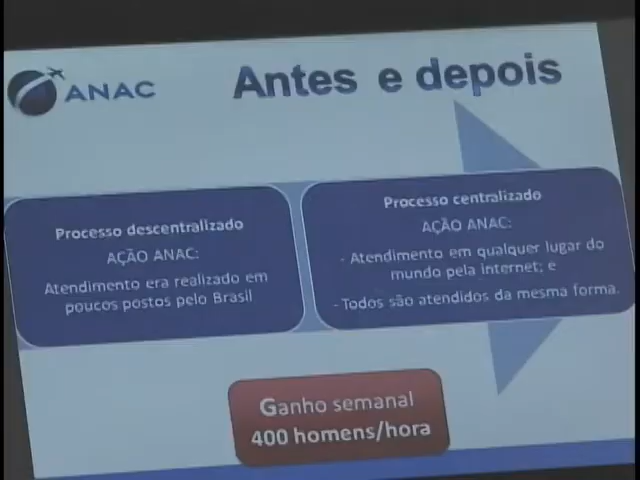 ANAC
Antes e depois
Processo descentralizado
AÇÃO ANAC:
Atendimento era realizado em
poucos postos pelo Brasil
Processo centralizado
AÇÃO ANAC:
- Atendimento em qualquer lugar do
mundo pela internet; e
- Todos são atendidos da mesma forma.
Ganho semanal
400 homens/hora